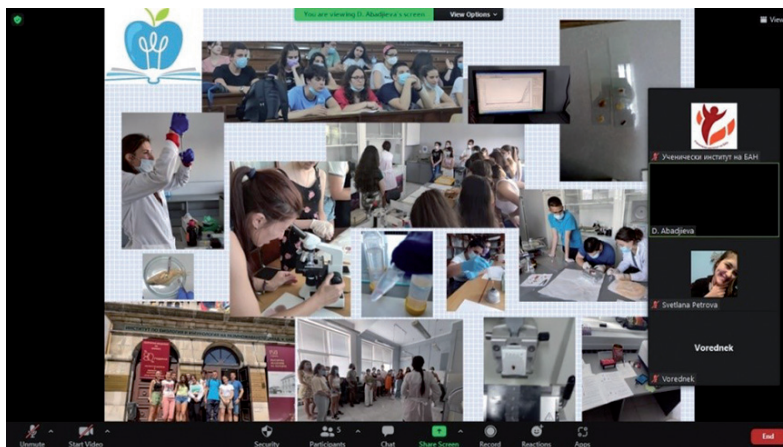 You are viewing D. Abadjieva's screen
View Options
View
Ученически институт на БАН
D. Abadjieva
Svetlana Petrova
Vorednek
Vorednek
Unmute
Start Video
Security
Participants
5
Chat
Share Screen
Record
Reactions
Apps
End